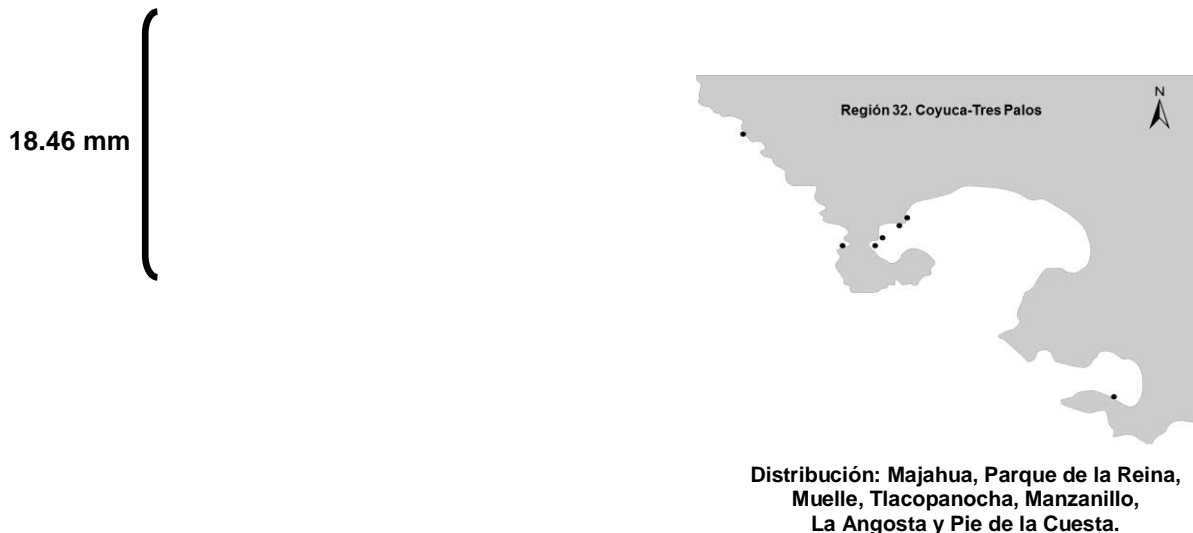 18.46 mm
Región 32. Coyuca-Tres Palos
N
Distribución: Majahua, Parque de la Reina,
Muelle, Tlacopanocha, Manzanillo,
La Angosta y Pie de la Cuesta.